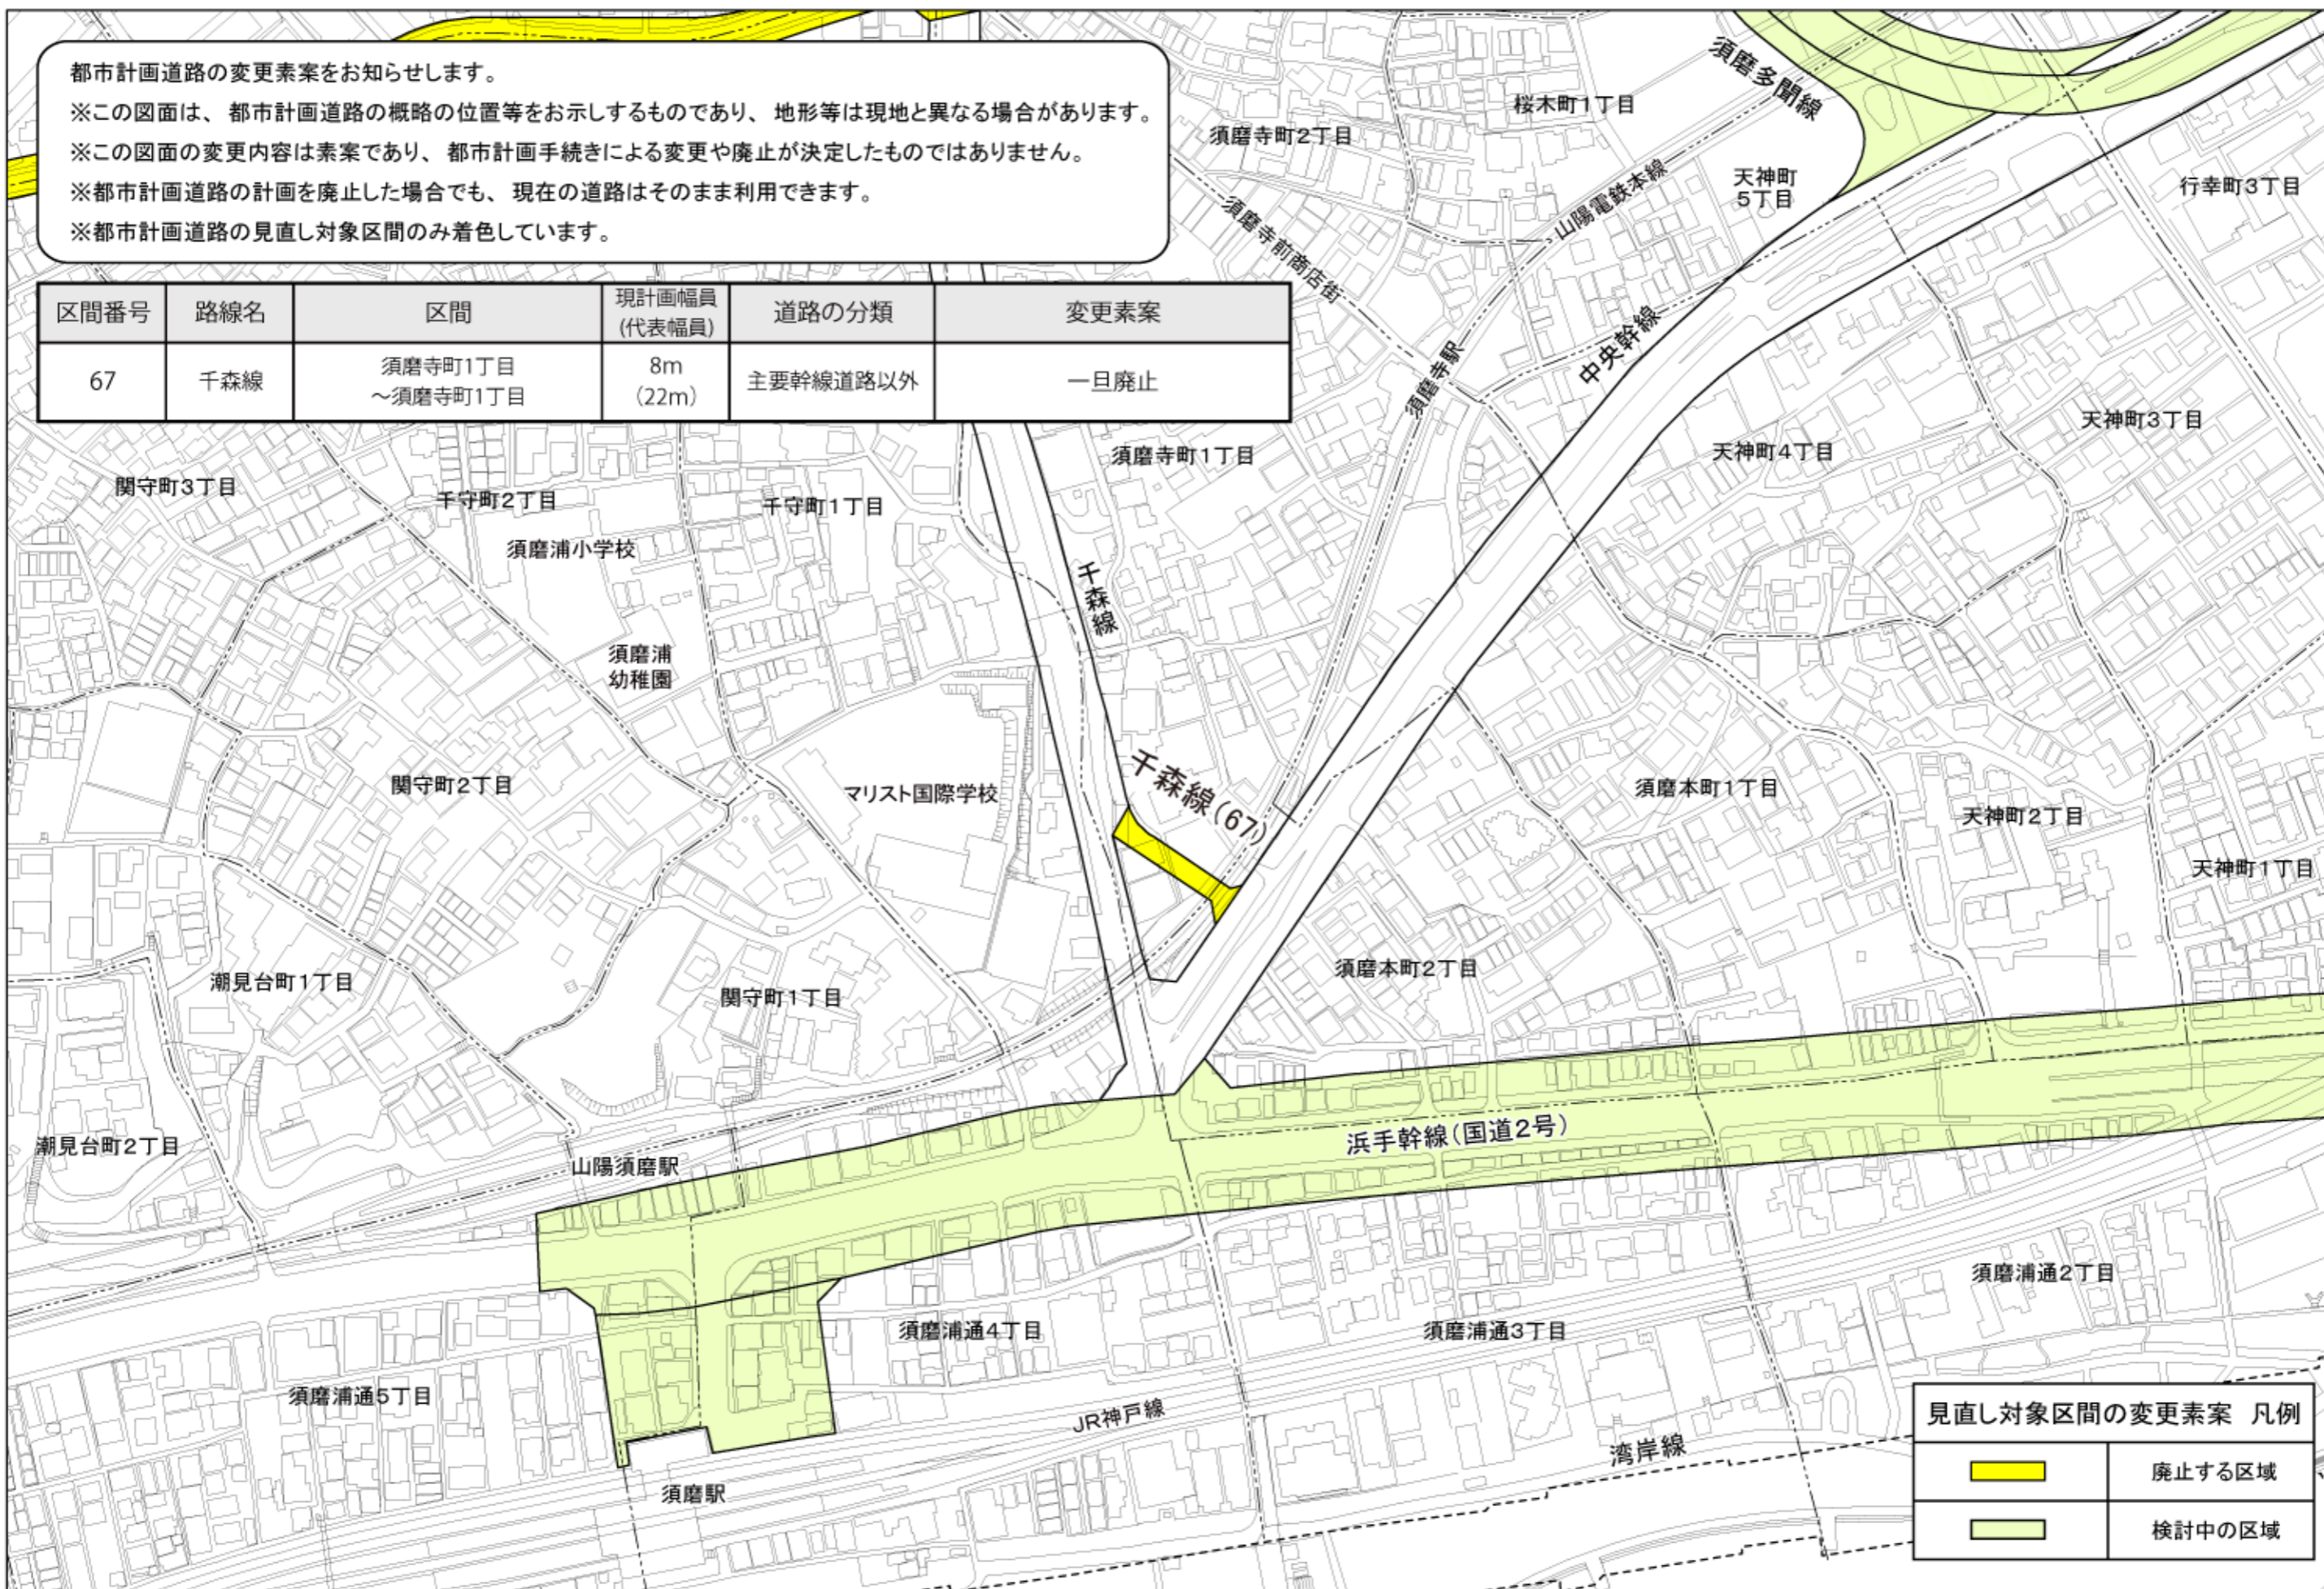 都市計画道路の変更素案をお知らせします。
※この図面は、都市計画道路の概略の位置等をお示しするものであり、地形等は現地と異なる場合があります。
※この図面の変更内容は素案であり、都市計画手続きによる変更や廃止が決定したものではありません。
※都市計画道路の計画を廃止した場合でも、現在の道路はそのまま利用できます。
※都市計画道路の見直し対象区間のみ着色しています。
区間番号 路線名 区間 現計画幅員 道路の分類 変更素案
(代表幅員)
67 千森線 須磨寺町1丁目 8m 主要幹線道路以外 一旦廃止
～須磨寺町1丁目 (22m)
須磨多聞線
桜木町1丁目
須磨寺町2丁目
天神町
5丁目
行幸町3丁目
山陽電鉄本線
須磨寺前商店街
中央幹線
須磨寺駅
天神町3丁目
天神町4丁目
須磨寺町1丁目
関守町3丁目
千守町2丁目
千守町1丁目
須磨浦小学校
千森線
須磨浦
幼稚園
千森線(67)
関守町2丁目
マリスト国際学校
須磨本町1丁目
天神町2丁目
天神町1丁目
須磨本町2丁目
潮見台町1丁目
関守町1丁目
浜手幹線(国道2号)
潮見台町2丁目
山陽須磨駅
須磨浦通2丁目
須磨浦通4丁目
須磨浦通3丁目
須磨浦通5丁目
JR神戸線
湾岸線
須磨駅
見直し対象区間の変更素案 凡例
廃止する区域
検討中の区域